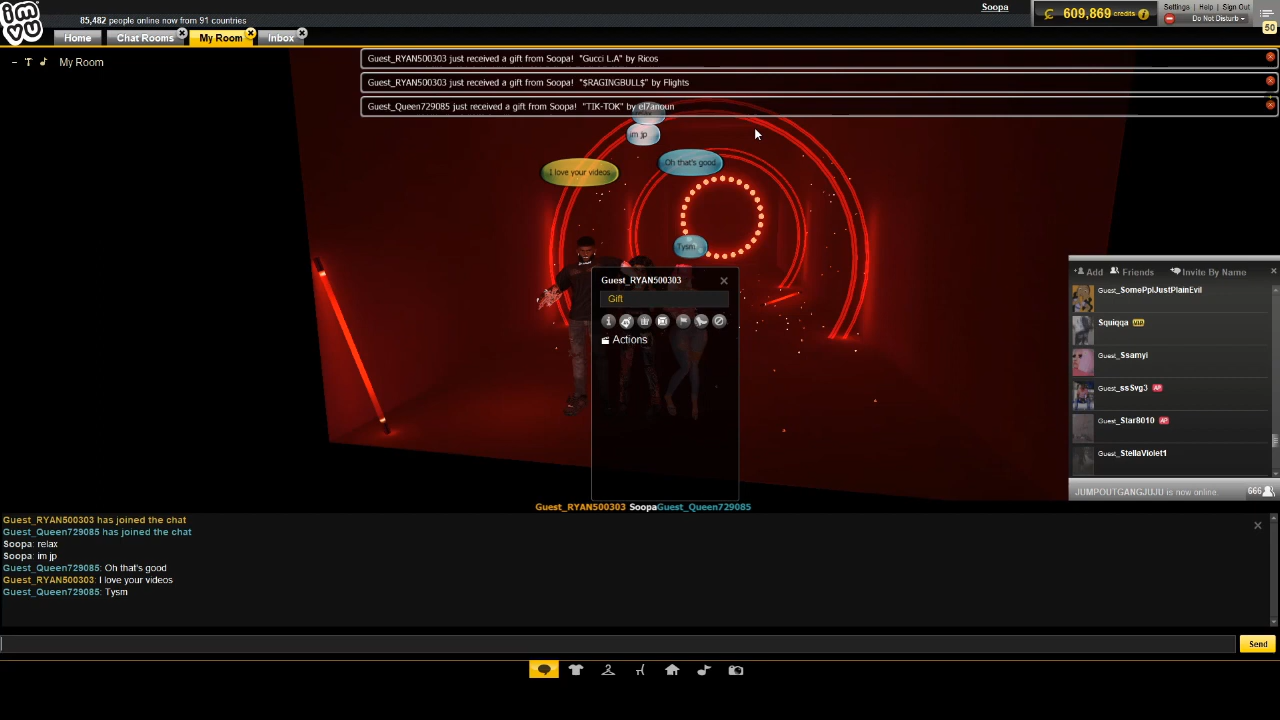 imvu
85,482 people online now from 91 countries
Soopa
609,869 credits
Settings | Help | Sign Out
Do Not Disturb
50
Home
Chat Rooms
My Room
Inbox
My Room
Guest_RYAN500303 just received a gift from Soopa! "Gucci L.A" by Ricos
Guest_RYAN500303 just received a gift from Soopa! "$RAGINGBULL$" by Flights
Guest_Queen729085 just received a gift from Soopa! "TIK-TOK" by el7anoun
im jp
Oh that's good
I love your videos
Tysm
Guest_RYAN500303
Gift
Actions
Add
Friends
Invite By Name
Guest_SomePplJustPlainEvil
Squiqqa VIP
Guest_Ssamyi
Guest_ssSvg3 AP
Guest_Star8010 AP
Guest_StellaViolet1
JUMPOUTGANGJUJU is now online.
666
Guest_RYAN500303 Soopa Guest_Queen729085
Guest_RYAN500303 has joined the chat
Guest_Queen729085 has joined the chat
Soopa: relax
Soopa: im jp
Guest_Queen729085: Oh that's good
Guest_RYAN500303: I love your videos
Guest_Queen729085: Tysm
Send